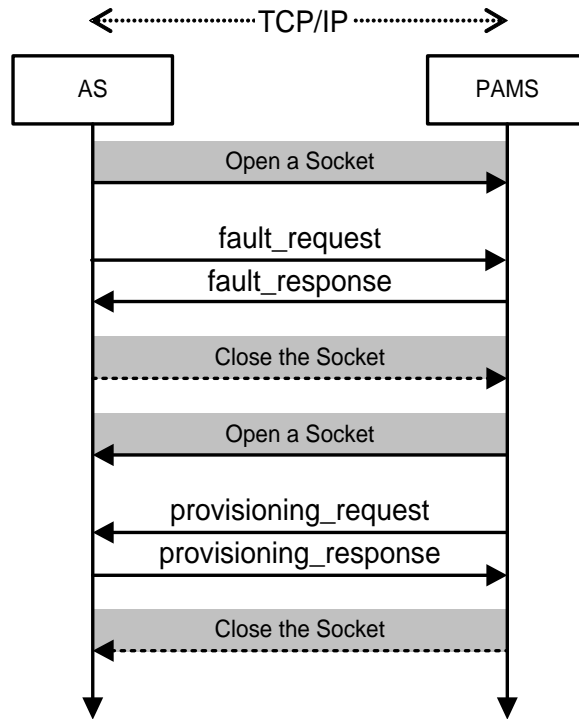 TCP/IP
AS
PAMS
Open a Socket
fault_request
fault_response
Close the Socket
Open a Socket
provisioning_request
provisioning_response
Close the Socket